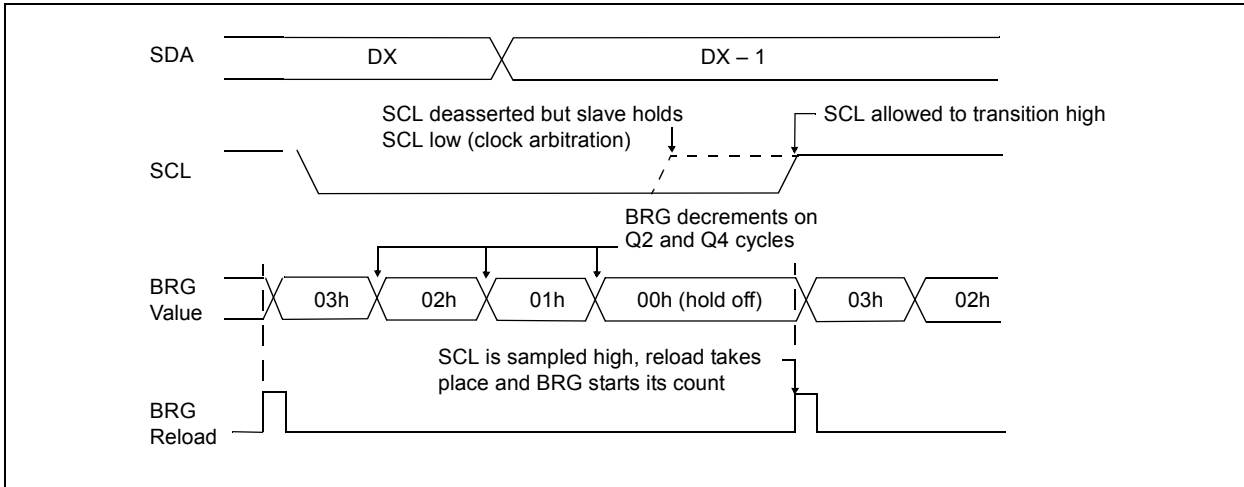 SDA
DX
DX – 1
SCL deasserted but slave holds
SCL low (clock arbitration)
SCL allowed to transition high
SCL
BRG decrements on
Q2 and Q4 cycles
BRG
Value
03h
02h
01h
00h (hold off)
03h
02h
SCL is sampled high, reload takes
place and BRG starts its count
BRG
Reload